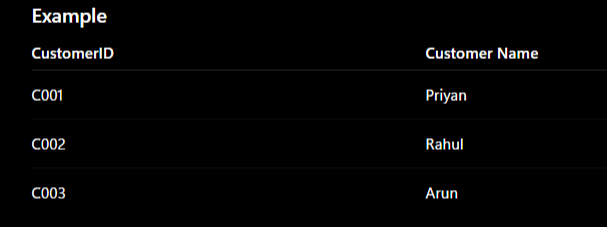 Example
CustomerID Customer Name
C001 Priyan
C002 Rahul
C003 Arun